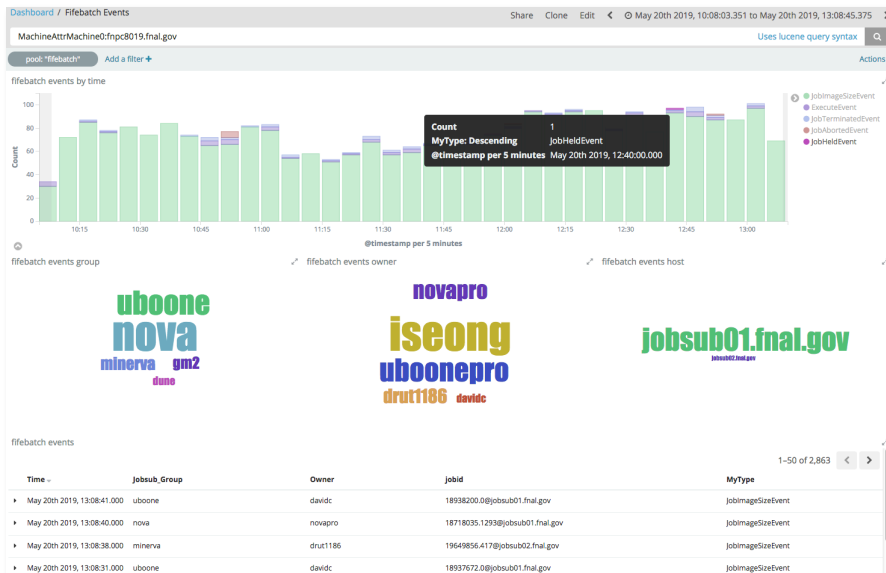 Dashboard / Fifebatch Events
Share Clone Edit May 20th 2019, 10:08:03.351 to May 20th 2019, 13:08:45.375
MachineAttrMachine0:fnpc8019.fnal.gov
Uses lucene query syntax
pool: "fifebatch" Add a filter +
Actions
fifebatch events by time
100
80
60
40
20
0
Count
10:15 10:30 10:45 11:00 11:15 11:30 11:45 12:00 12:15 12:30 12:45 13:00
@timestamp per 5 minutes
Count 1
MyType: Descending JobHeldEvent
@timestamp per 5 minutes May 20th 2019, 12:40:00.000
JobImageSizeEvent
ExecuteEvent
JobTerminatedEvent
JobAbortedEvent
JobHeldEvent
fifebatch events group
uboone
nova
minerva gm2
dune
fifebatch events owner
novapro
iseong
uboonepro
drut1186 davidc
fifebatch events host
jobsub01.fnal.gov
jobsub02.fnal.gov
fifebatch events
1–50 of 2,863
Time Jobsub_Group Owner jobid MyType
May 20th 2019, 13:08:41.000 uboone davidc 18938200.0@jobsub01.fnal.gov JobImageSizeEvent
May 20th 2019, 13:08:40.000 nova novapro 18718035.1293@jobsub01.fnal.gov JobImageSizeEvent
May 20th 2019, 13:08:38.000 minerva drut1186 19649856.417@jobsub02.fnal.gov JobImageSizeEvent
May 20th 2019, 13:08:31.000 uboone davidc 18937672.0@jobsub01.fnal.gov JobImageSizeEvent